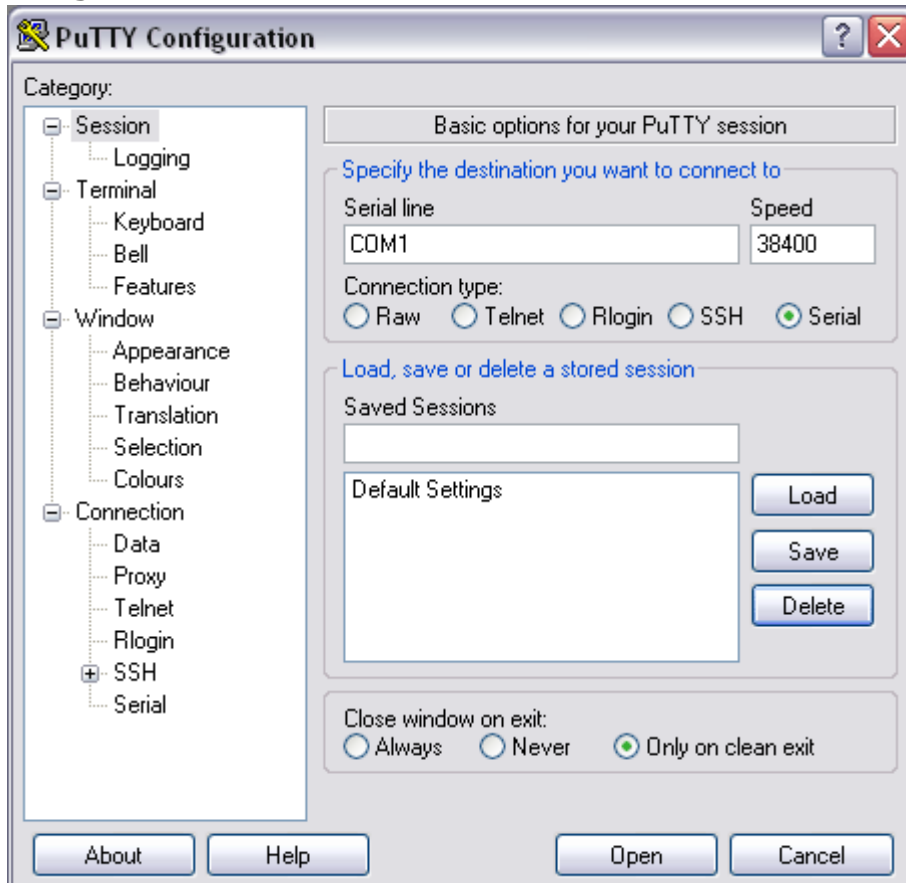 PuTTY Configuration
Category:
Session
Logging
Terminal
Keyboard
Bell
Features
Window
Appearance
Behaviour
Translation
Selection
Colours
Connection
Data
Proxy
Telnet
Rlogin
SSH
Serial
Basic options for your PuTTY session
Specify the destination you want to connect to
Serial line Speed
COM1 38400
Connection type:
Raw Telnet Rlogin SSH Serial
Load, save or delete a stored session
Saved Sessions
Default Settings
Load
Save
Delete
Close window on exit:
Always Never Only on clean exit
About Help Open Cancel